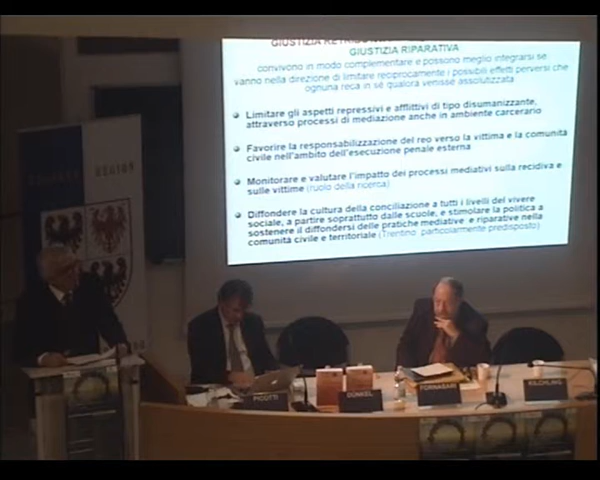 GIUSTIZIA RIPARATIVA
convivono in modo complementare e possono meglio integrarsi se
vanno nella direzione di limitare reciprocamente i possibili effetti perversi che
ognuna reca in sé qualora venisse assolutizzata
Limitare gli aspetti repressivi e afflittivi di tipo disumanizzante,
attraverso processi di mediazione anche in ambiente carcerario
Favorire la responsabilizzazione del reo verso la vittima e la comunità
civile nell'ambito dell'esecuzione penale esterna
Monitorare e valutare l'impatto dei processi mediativi sulla recidiva e
sulle vittime (ruolo della ricerca)
Diffondere la cultura della conciliazione a tutti i livelli del vivere
sociale, a partire soprattutto dalle scuole, e stimolare la politica a
sostenere il diffondersi delle pratiche mediative e riparative nella
comunità civile e territoriale (Trentino particolarmente predisposto)
REGION
PICOTTI
DÜNKEL
FORNASARI
KILCHLING